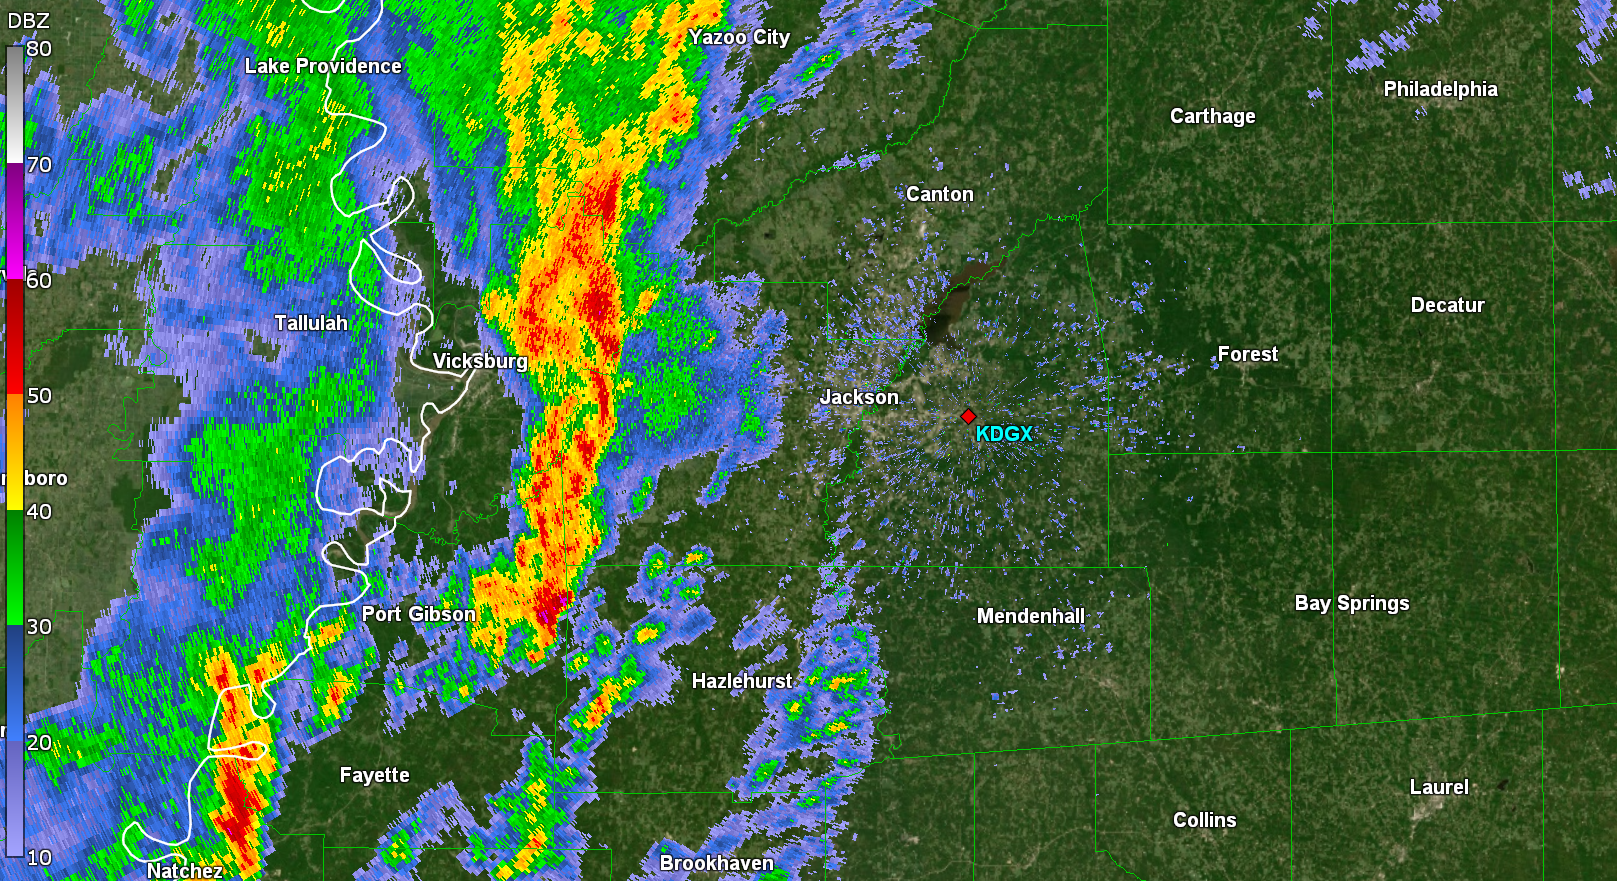 DBZ
80
70
60
50
40
30
20
10
Yazoo City
Lake Providence
Philadelphia
Carthage
Canton
Decatur
Tallulah
Vicksburg
Forest
Jackson
KDGX
boro
Bay Springs
Port Gibson
Mendenhall
Hazlehurst
Fayette
Laurel
Collins
Brookhaven
Natchez